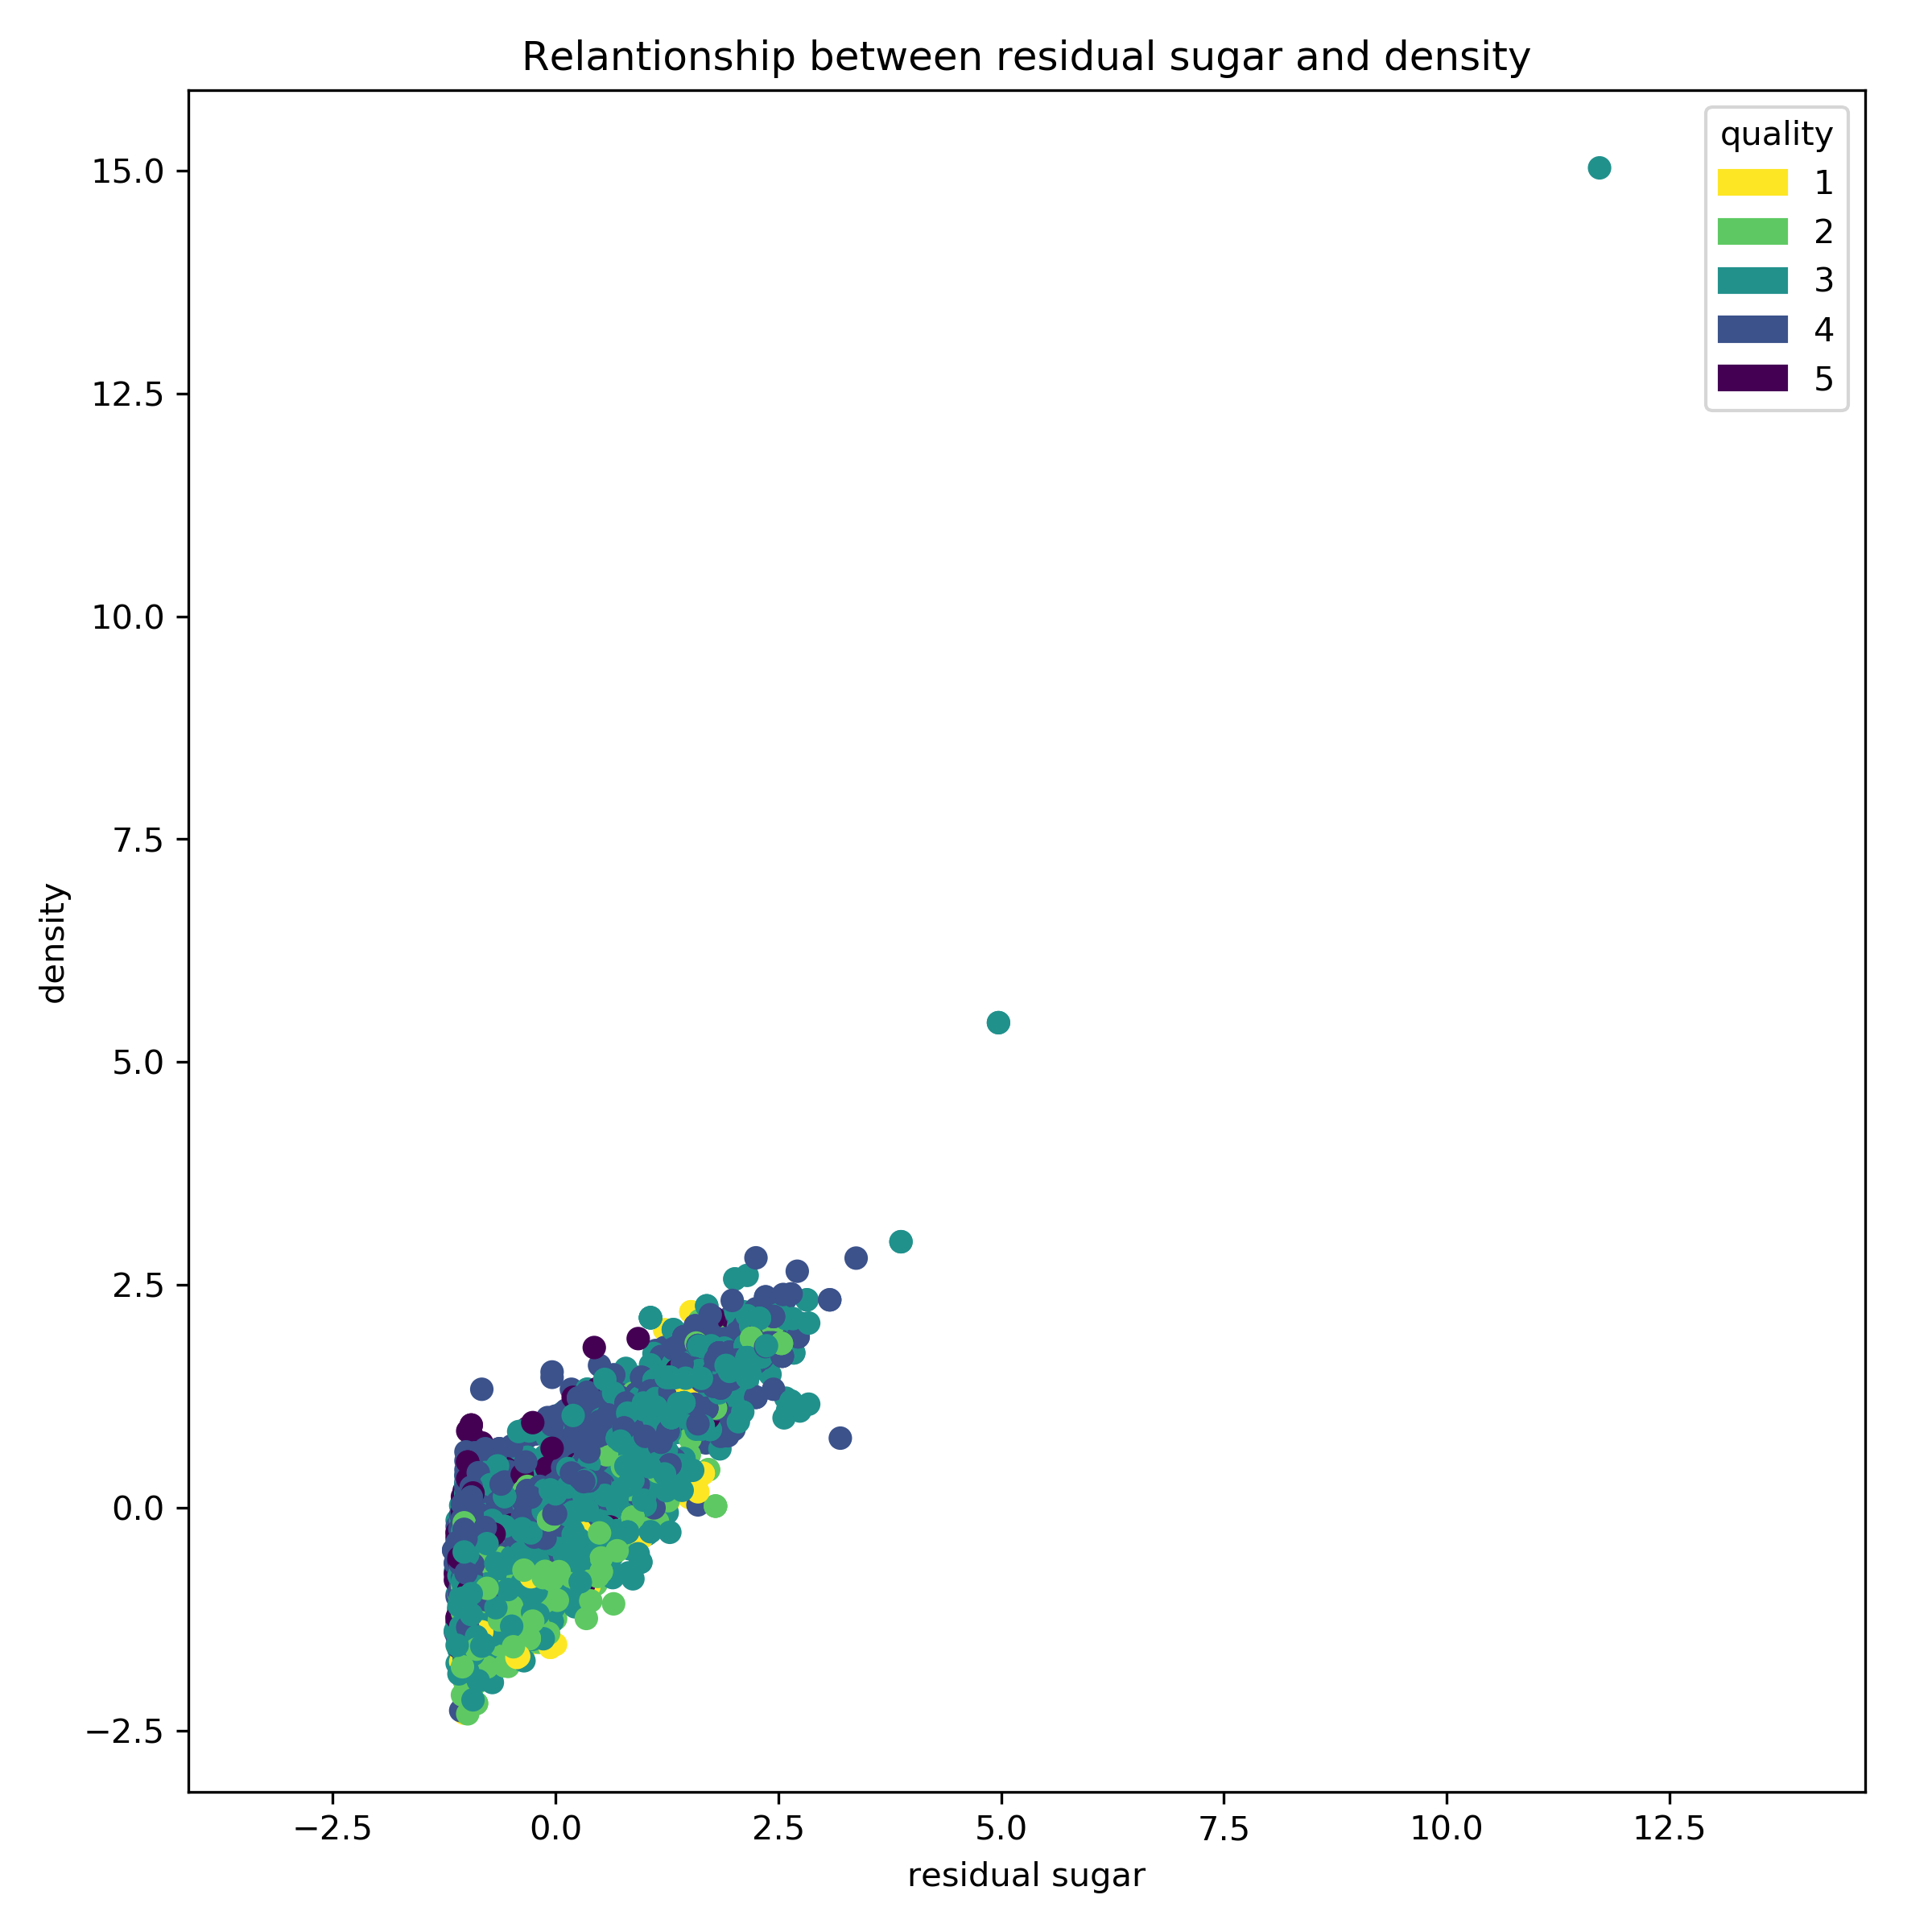 Relantionship between residual sugar and density
quality
1
2
3
4
5
15.0
12.5
10.0
7.5
5.0
2.5
0.0
−2.5
density
−2.5 0.0 2.5 5.0 7.5 10.0 12.5
residual sugar